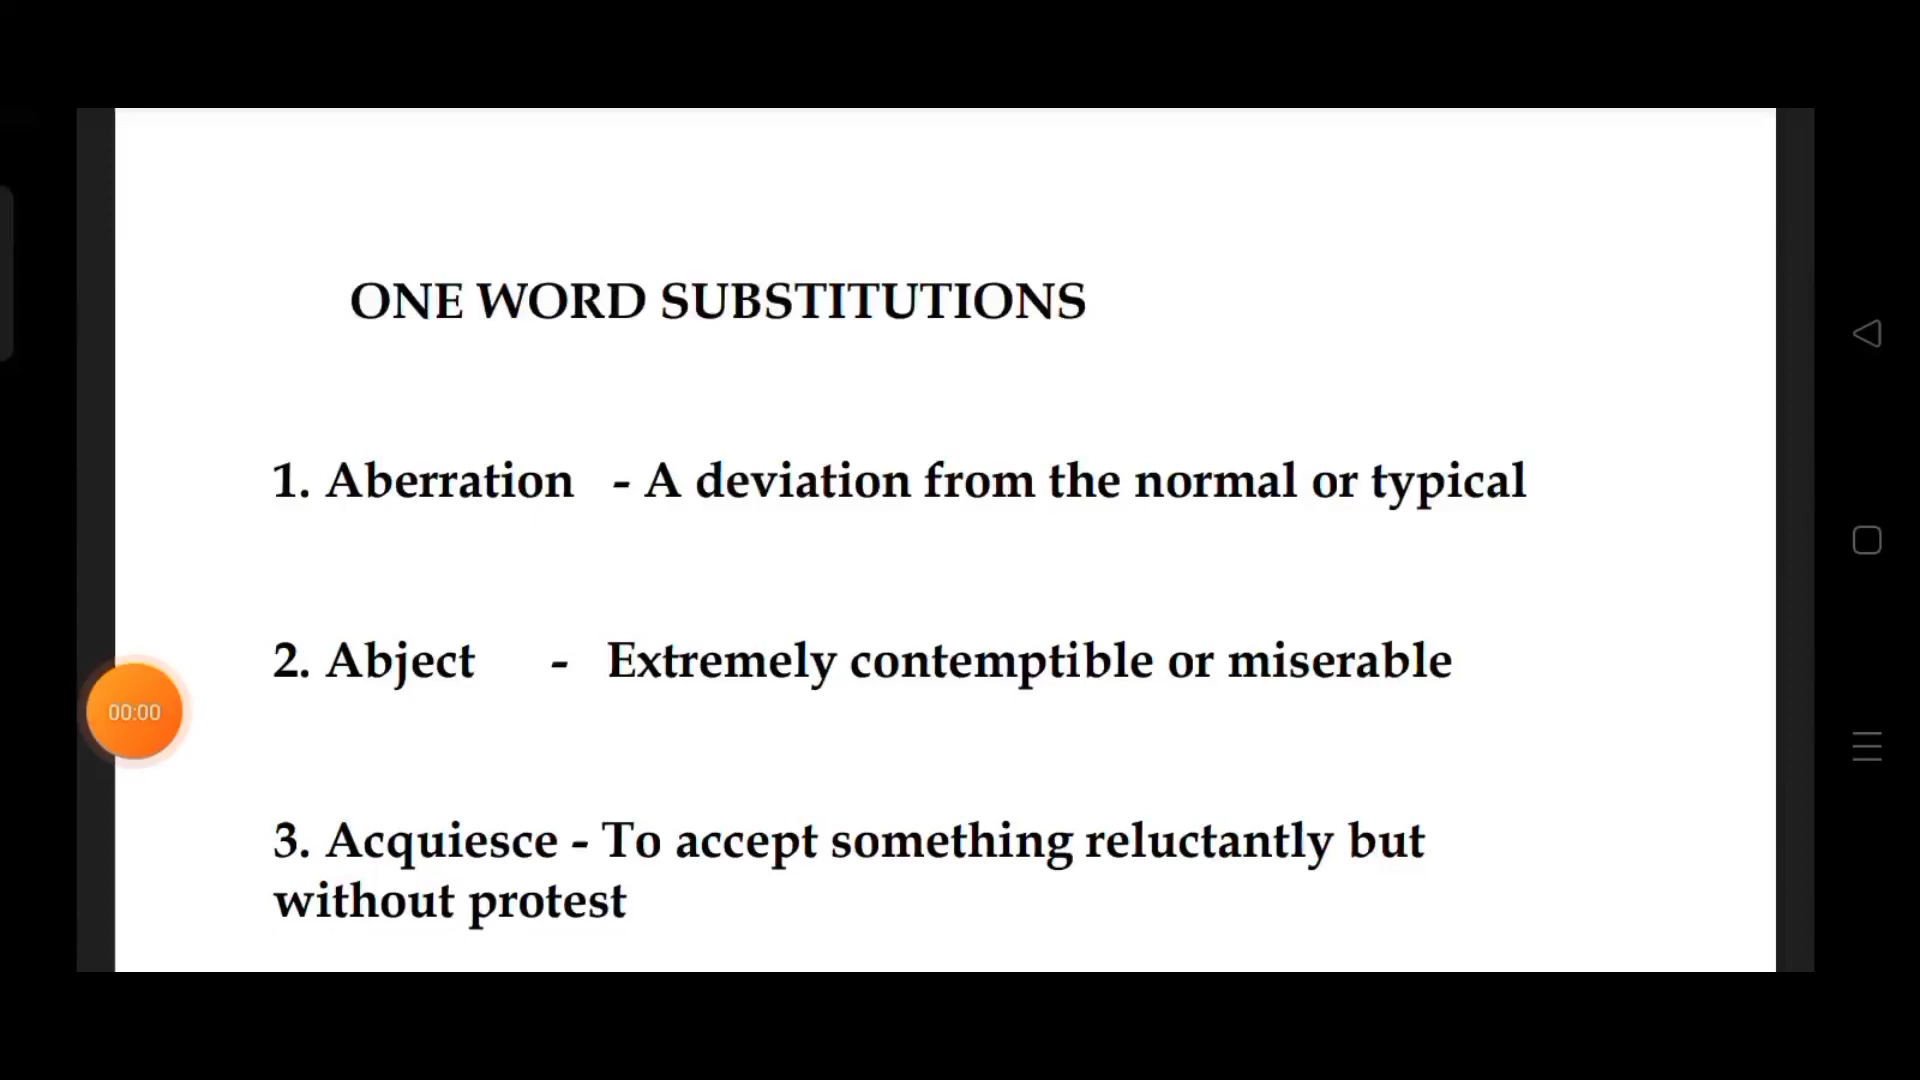 ONE WORD SUBSTITUTIONS
1. Aberration - A deviation from the normal or typical
2. Abject - Extremely contemptible or miserable
00:00
3. Acquiesce - To accept something reluctantly but
without protest